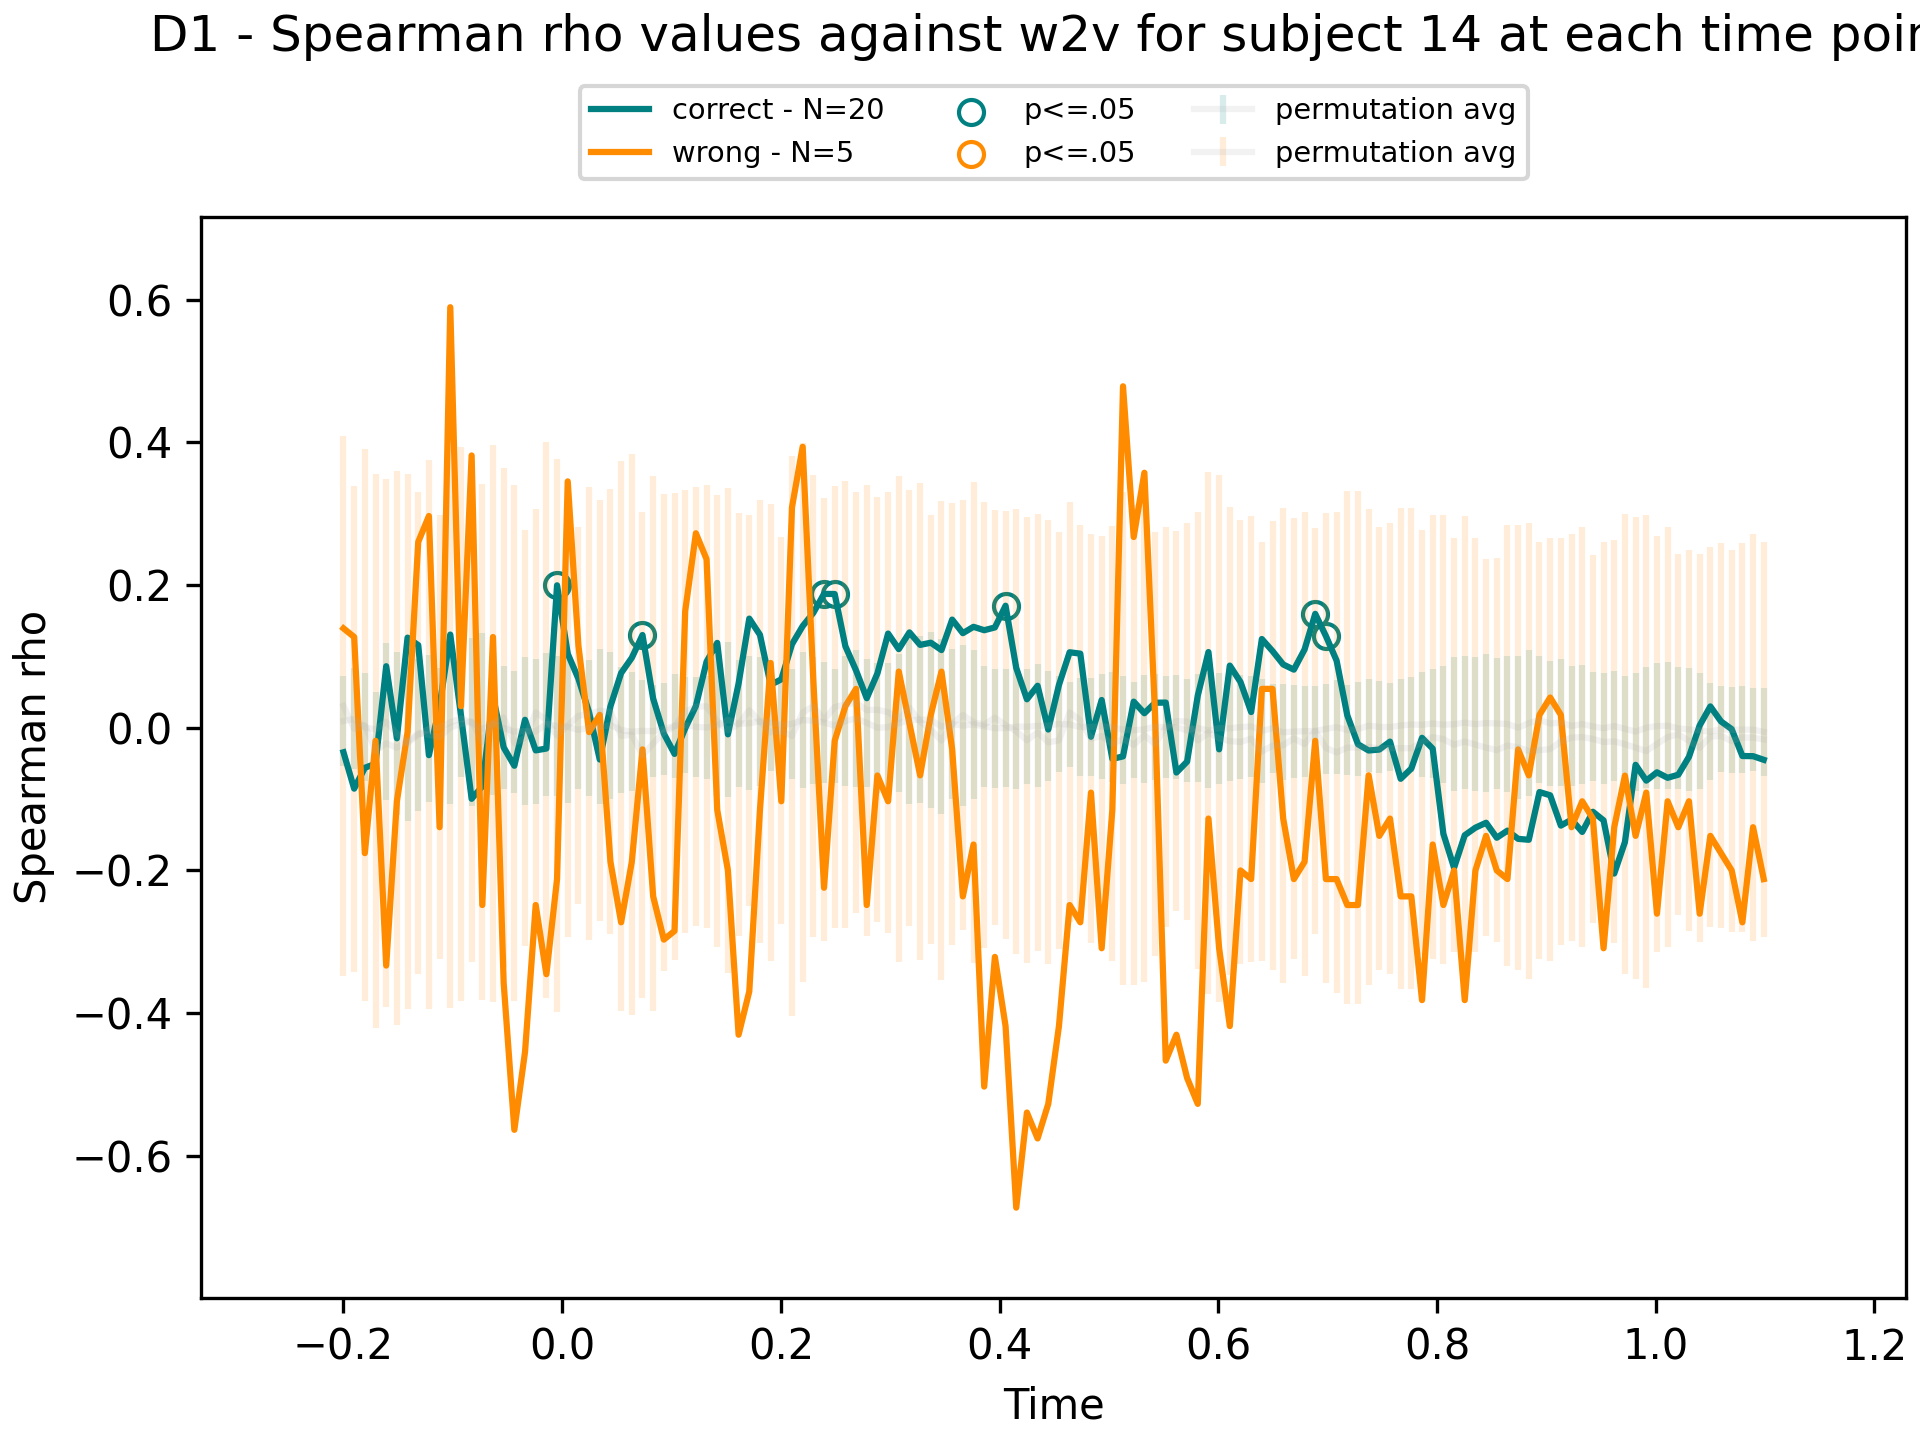 D1 - Spearman rho values against w2v for subject 14 at each time
correct - N=20 p<=.05 permutation avg
wrong - N=5 p<=.05 permutation avg
0.6
0.4
0.2
0.0
−0.2
−0.4
−0.6
Spearman rho
−0.2 0.0 0.2 0.4 0.6 0.8 1.0 1.2
Time